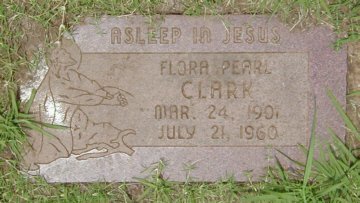 ASLEEP IN JESUS
FLORA PEARL
CLARK
MAR. 24, 1901
JULY 21, 1960